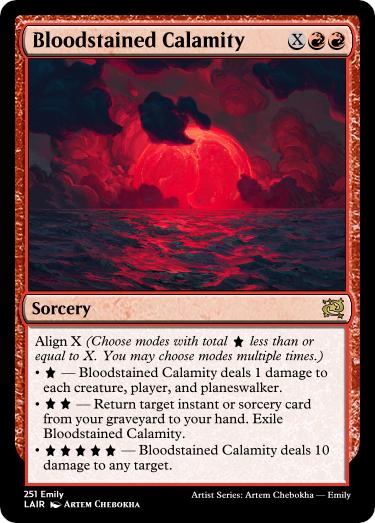 Bloodstained Calamity X
Sorcery
Align X (Choose modes with total ★ less than or
equal to X. You may choose modes multiple times.)
• ★ — Bloodstained Calamity deals 1 damage to
each creature, player, and planeswalker.
• ★ ★ — Return target instant or sorcery card
from your graveyard to your hand. Exile
Bloodstained Calamity.
• ★ ★ ★ ★ ★ — Bloodstained Calamity deals 10
damage to any target.
251 Emily
LAIR Artem Chebokha
Artist Series: Artem Chebokha — Emily